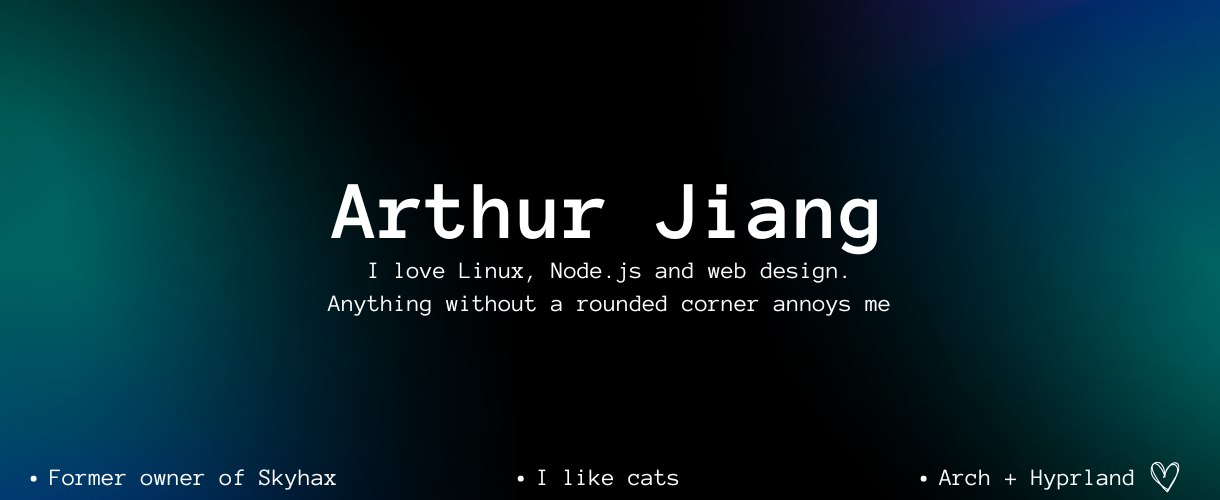 Arthur Jiang
I love Linux, Node.js and web design.
Anything without a rounded corner annoys me
• Former owner of Skyhax
• I like cats
• Arch + Hyprland